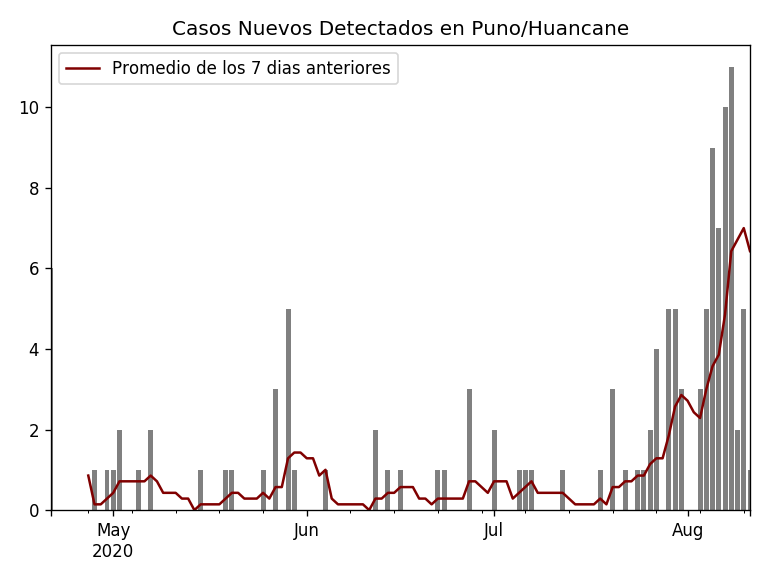 Casos Nuevos Detectados en Puno/Huancane
Promedio de los 7 dias anteriores
10
8
6
4
2
0
May
2020
Jun
Jul
Aug